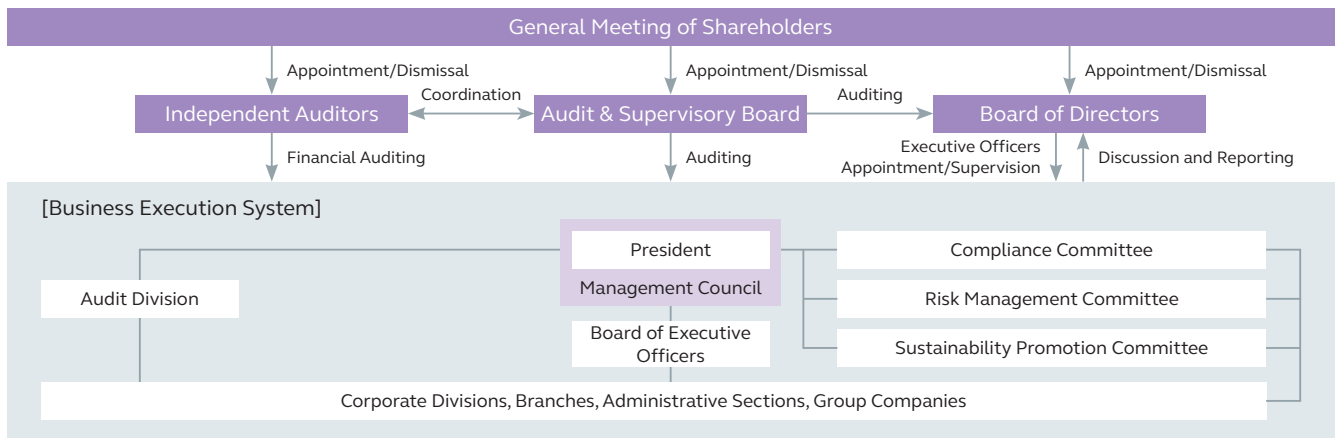 General Meeting of Shareholders
Appointment/Dismissal
Appointment/Dismissal
Appointment/Dismissal
Independent Auditors
Coordination
Audit & Supervisory Board
Auditing
Board of Directors
Financial Auditing
Auditing
Executive Officers
Appointment/Supervision
Discussion and Reporting
[Business Execution System]
President
Management Council
Compliance Committee
Audit Division
Risk Management Committee
Board of Executive
Officers
Sustainability Promotion Committee
Corporate Divisions, Branches, Administrative Sections, Group Companies